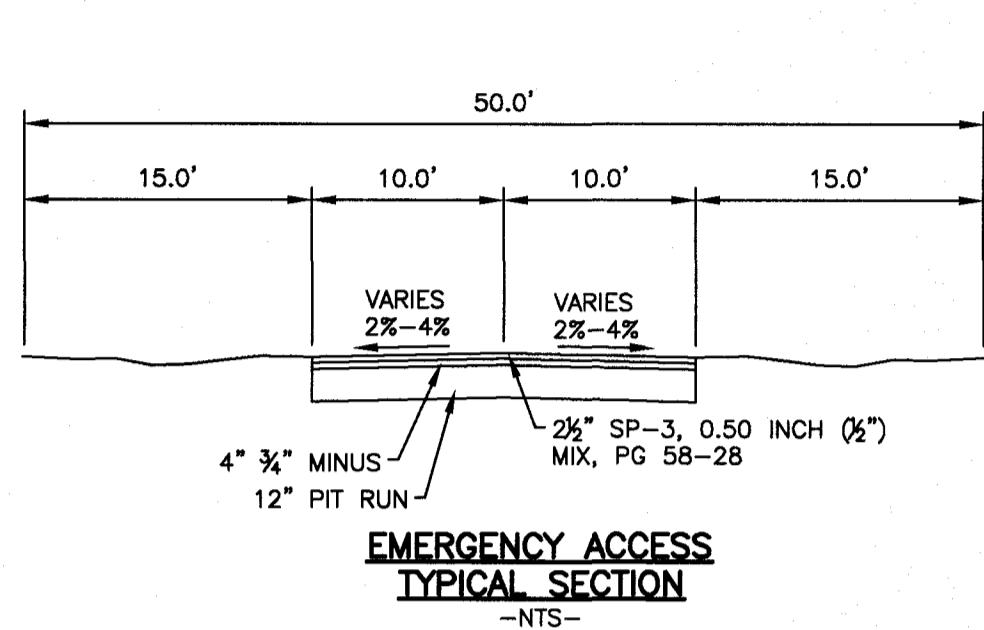 50.0'
15.0' 10.0' 10.0' 15.0'
VARIES
2%-4%
VARIES
2%-4%
2½" SP-3, 0.50 INCH (½")
MIX, PG 58-28
4" ¾" MINUS
12" PIT RUN
EMERGENCY ACCESS
TYPICAL SECTION
-NTS-